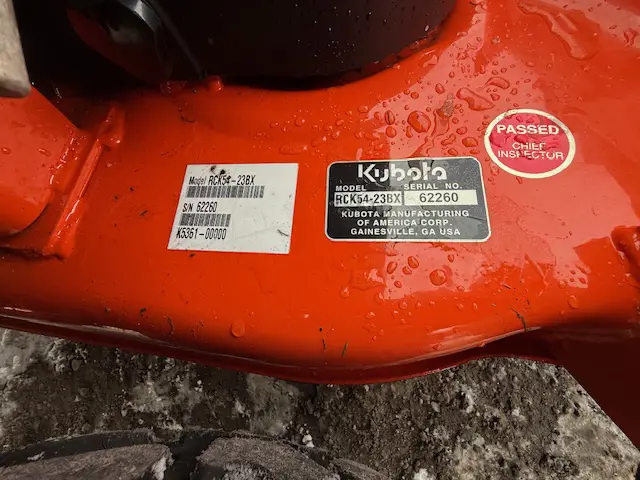 Model RCK54-23BX
S/N 62260
K5361-00000
Kubota
MODEL SERIAL NO.
RCK54-23BX 62260
KUBOTA MANUFACTURING
OF AMERICA CORP.
GAINESVILLE, GA USA
PASSED
CHIEF
INSPECTOR